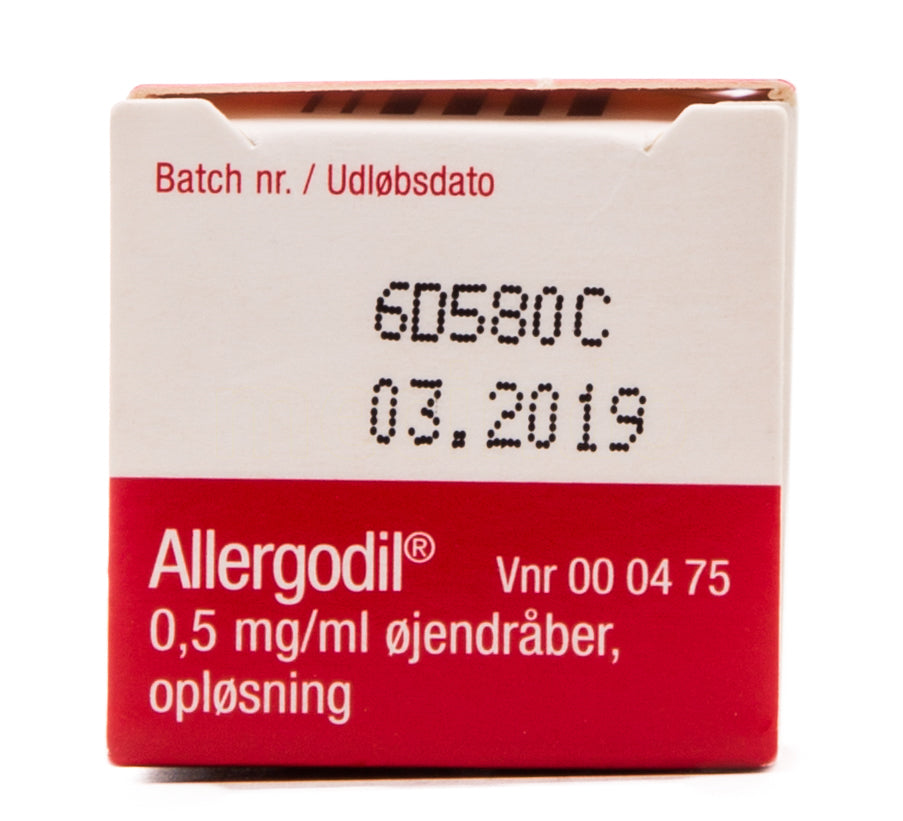 Batch nr. / Udløbsdato
6D580C
03.2019
Allergodil® Vnr 00 04 75
0,5 mg/ml øjendråber,
opløsning